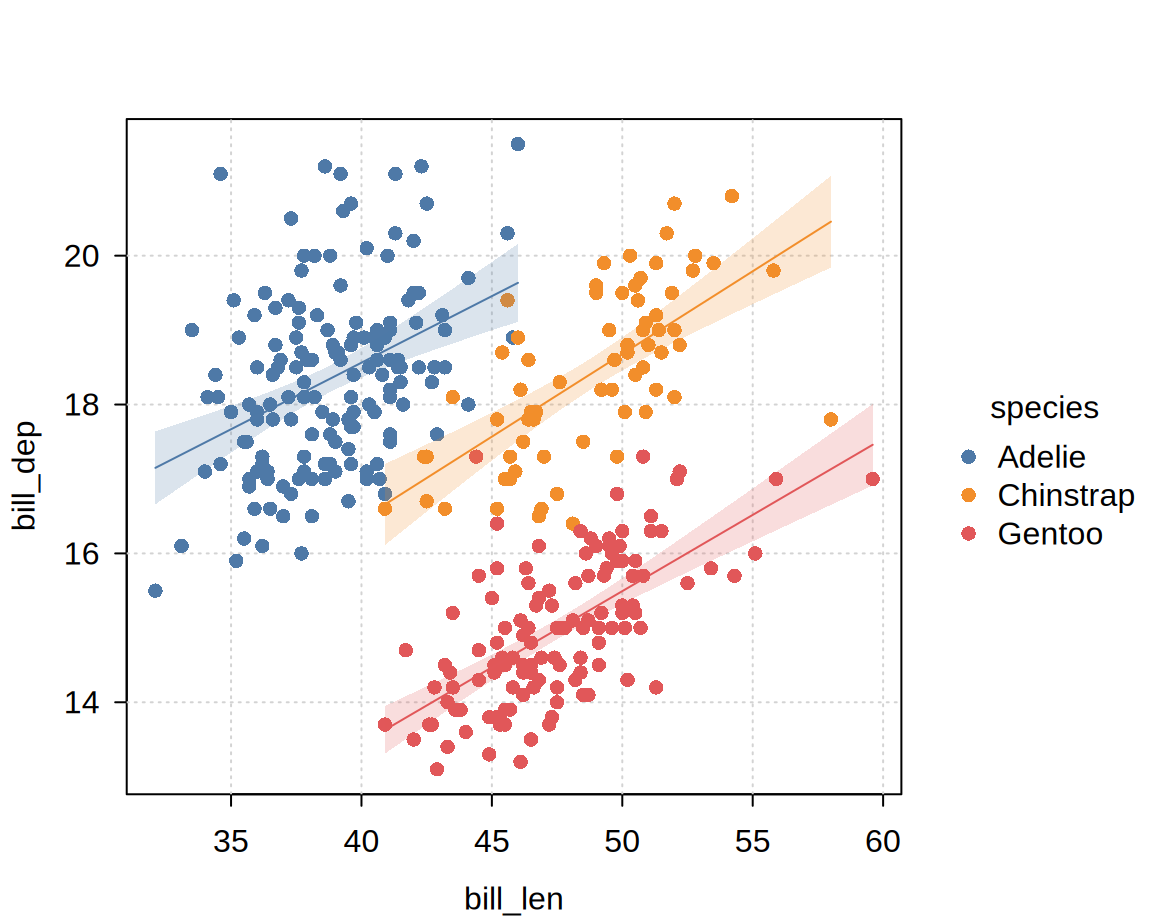 bill_dep
20
18
16
14
35 40 45 50 55 60
bill_len
species
Adelie
Chinstrap
Gentoo